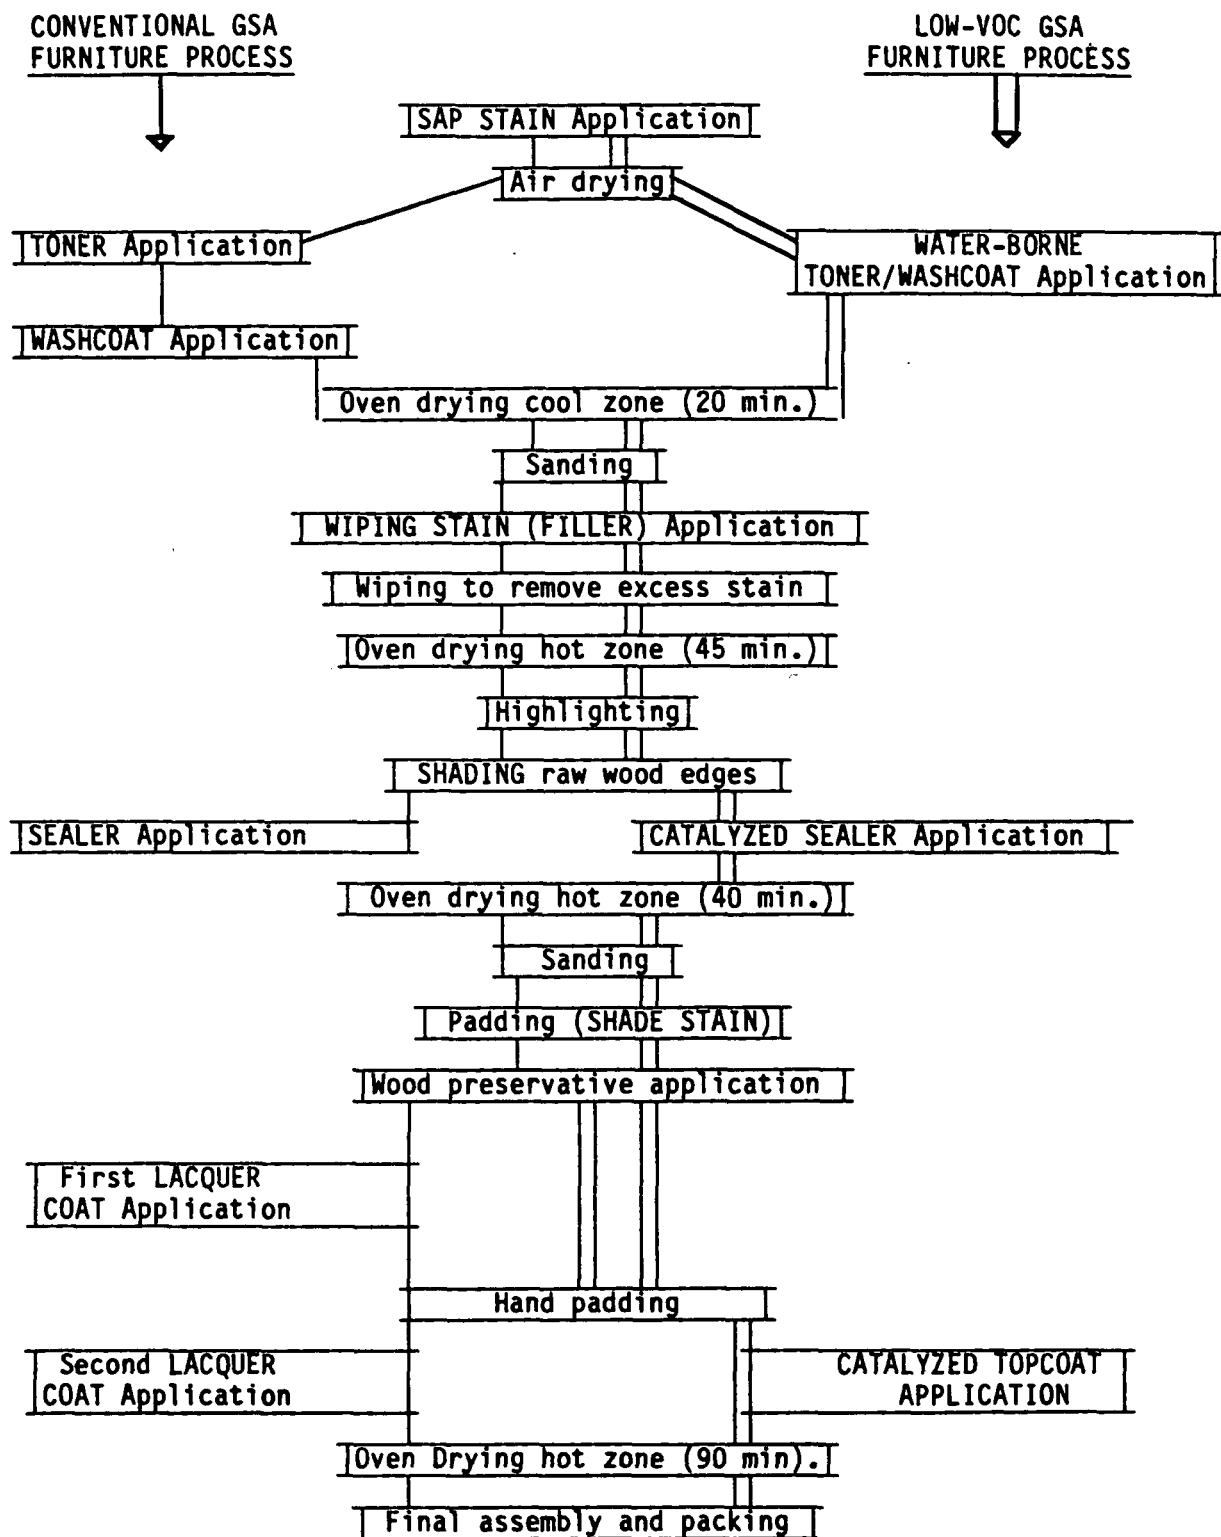 CONVENTIONAL GSA
FURNITURE PROCESS
LOW-VOC GSA
FURNITURE PROCESS
SAP STAIN Application
Air drying
TONER Application
WATER-BORNE
TONER/WASHCOAT Application
WASHCOAT Application
Oven drying cool zone (20 min.)
Sanding
WIPING STAIN (FILLER) Application
Wiping to remove excess stain
Oven drying hot zone (45 min.)
Highlighting
SHADING raw wood edges
SEALER Application
CATALYZED SEALER Application
Oven drying hot zone (40 min.)
Sanding
Padding (SHADE STAIN)
Wood preservative application
First LACQUER
COAT Application
Hand padding
Second LACQUER
COAT Application
CATALYZED TOPCOAT
APPLICATION
Oven Drying hot zone (90 min).
Final assembly and packing